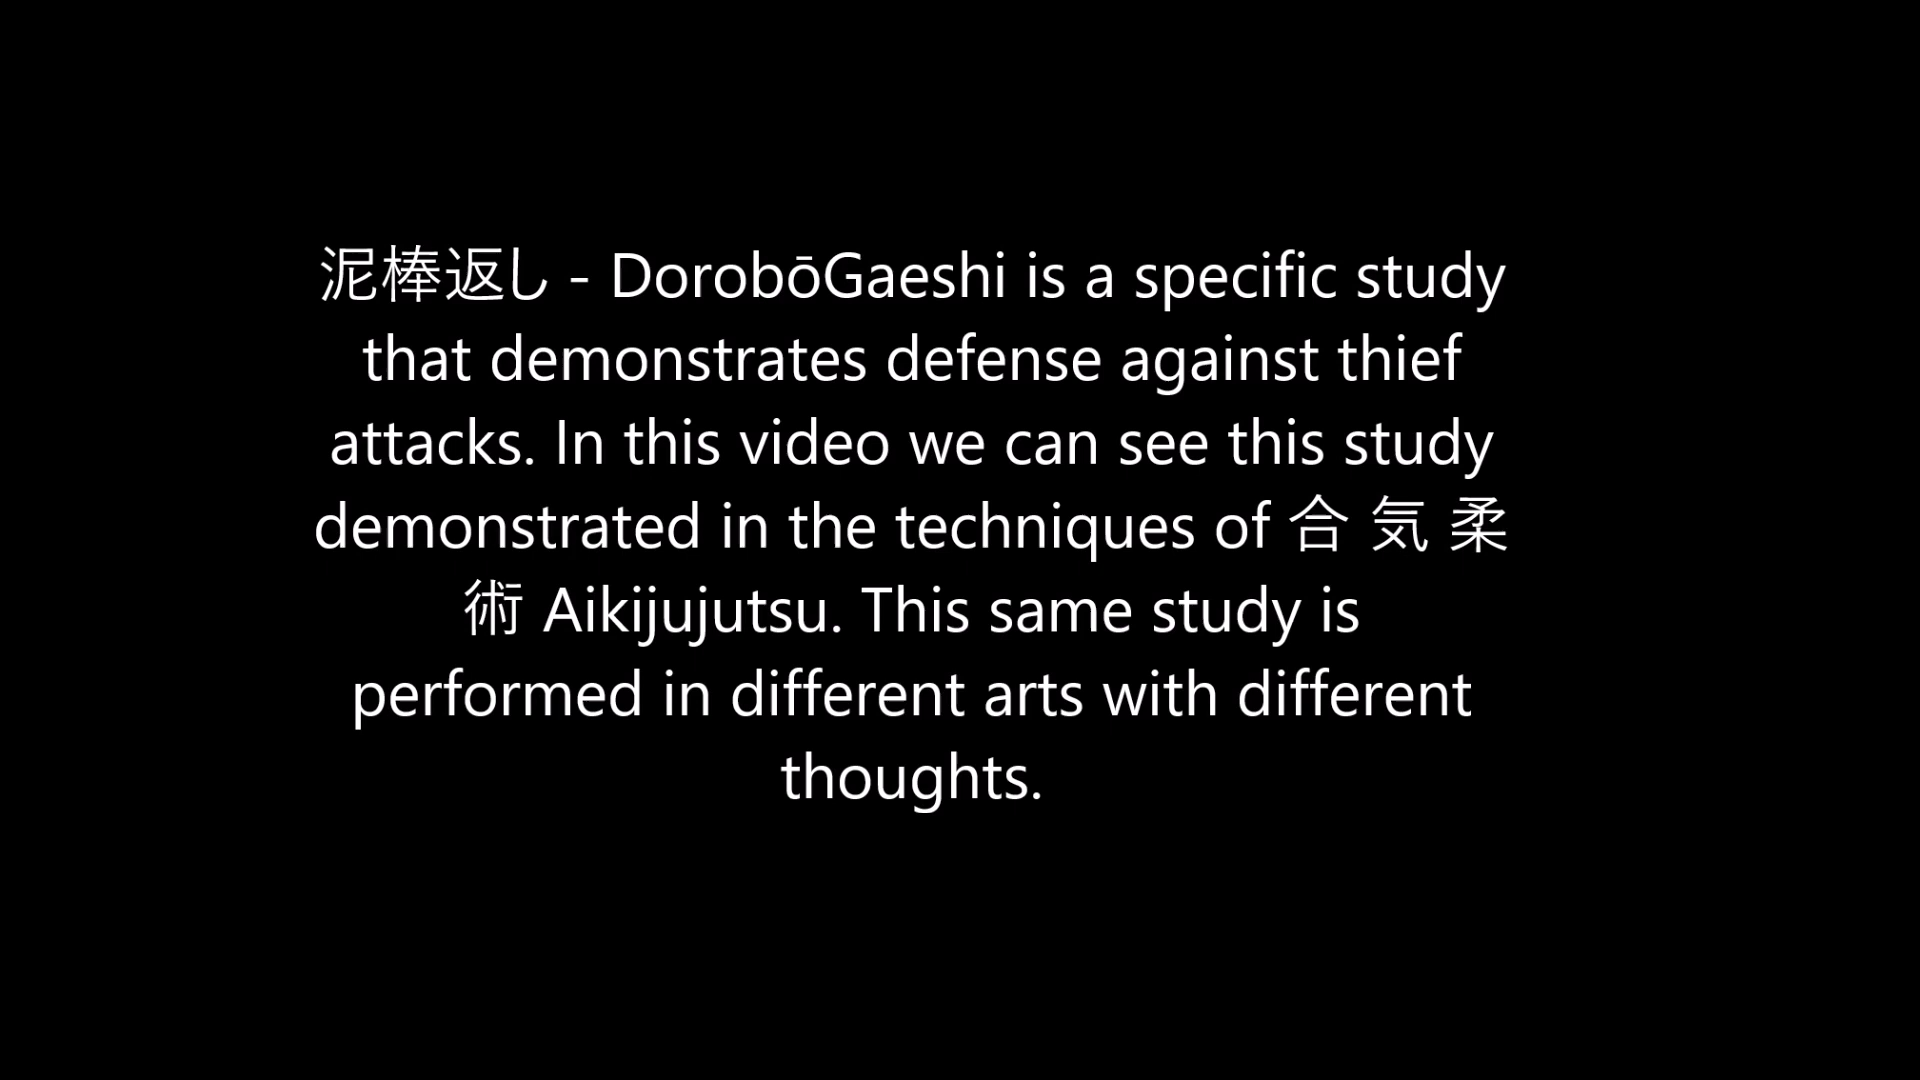 泥棒返し - DorobōGaeshi is a specific study
that demonstrates defense against thief
attacks. In this video we can see this study
demonstrated in the techniques of 合 気 柔
術 Aikijujutsu. This same study is
performed in different arts with different
thoughts.